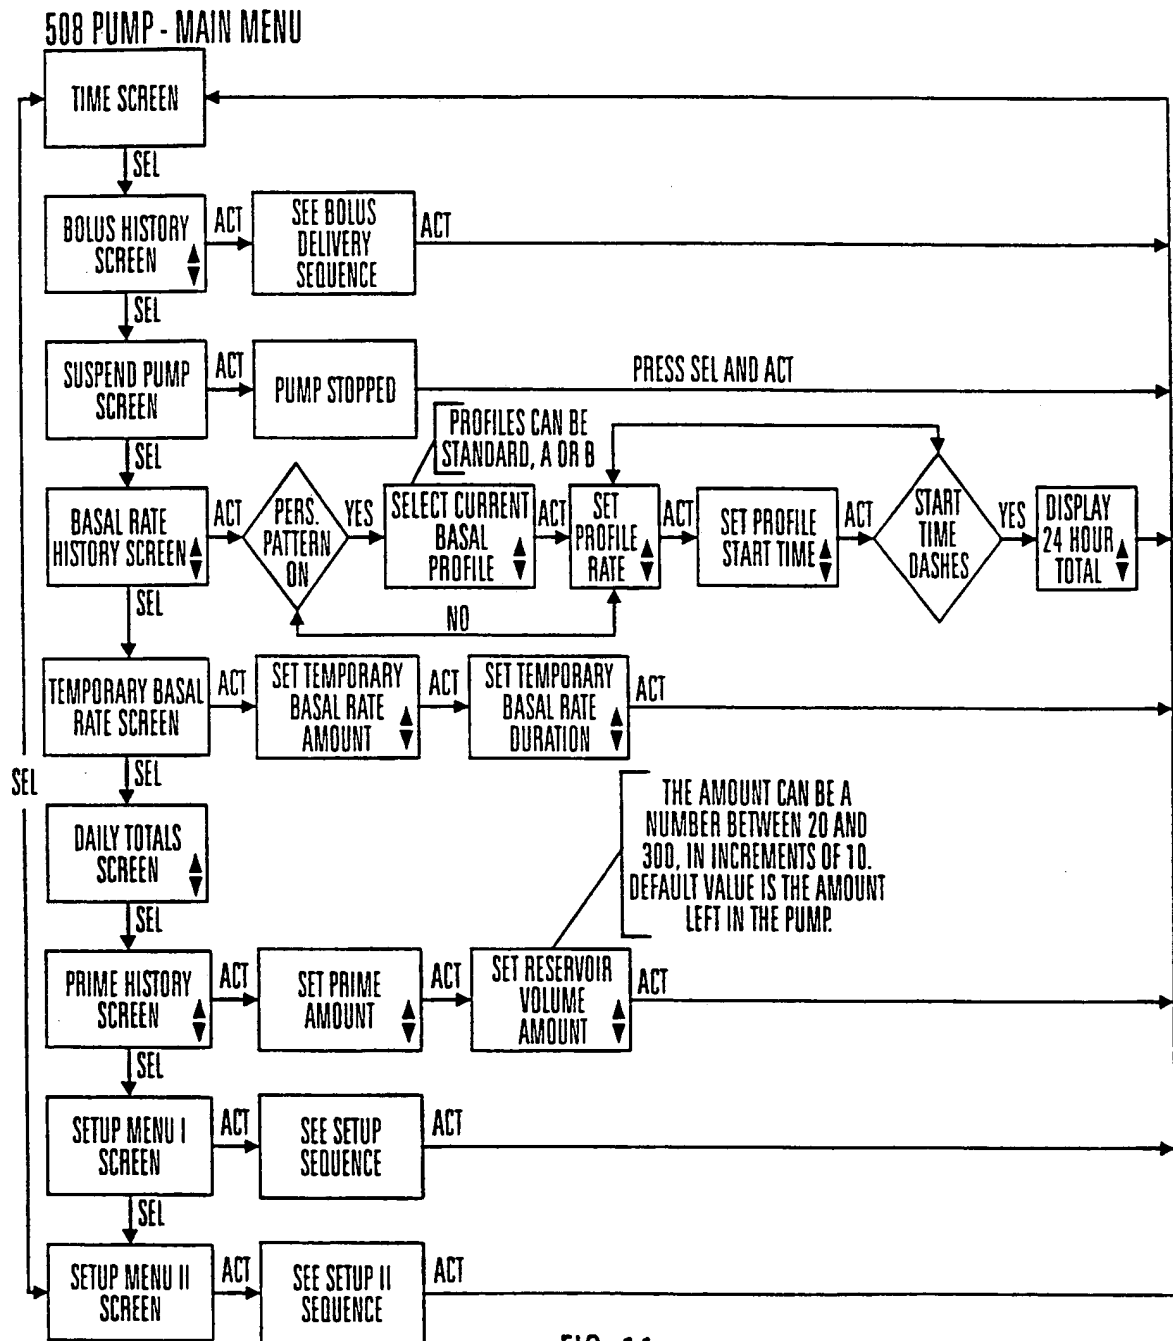 508 PUMP - MAIN MENU
TIME SCREEN
SEL
BOLUS HISTORY
SCREEN
ACT
SEE BOLUS
DELIVERY
SEQUENCE
ACT
SEL
SUSPEND PUMP
SCREEN
ACT
PUMP STOPPED
PRESS SEL AND ACT
SEL
PROFILES CAN BE
STANDARD, A OR B
BASAL RATE
HISTORY SCREEN
ACT
PERS.
PATTERN
ON
YES
SELECT CURRENT
BASAL
PROFILE
ACT
SET
PROFILE
RATE
ACT
SET PROFILE
START TIME
ACT
START
TIME
DASHES
YES
DISPLAY
24 HOUR
TOTAL
NO
SEL
TEMPORARY BASAL
RATE SCREEN
ACT
SET TEMPORARY
BASAL RATE
AMOUNT
ACT
SET TEMPORARY
BASAL RATE
DURATION
ACT
SEL
SEL
DAILY TOTALS
SCREEN
THE AMOUNT CAN BE A
NUMBER BETWEEN 20 AND
300, IN INCREMENTS OF 10.
DEFAULT VALUE IS THE AMOUNT
LEFT IN THE PUMP.
SEL
PRIME HISTORY
SCREEN
ACT
SET PRIME
AMOUNT
ACT
SET RESERVOIR
VOLUME
AMOUNT
ACT
SEL
SETUP MENU I
SCREEN
ACT
SEE SETUP
SEQUENCE
ACT
SEL
SETUP MENU II
SCREEN
ACT
SEE SETUP II
SEQUENCE
ACT